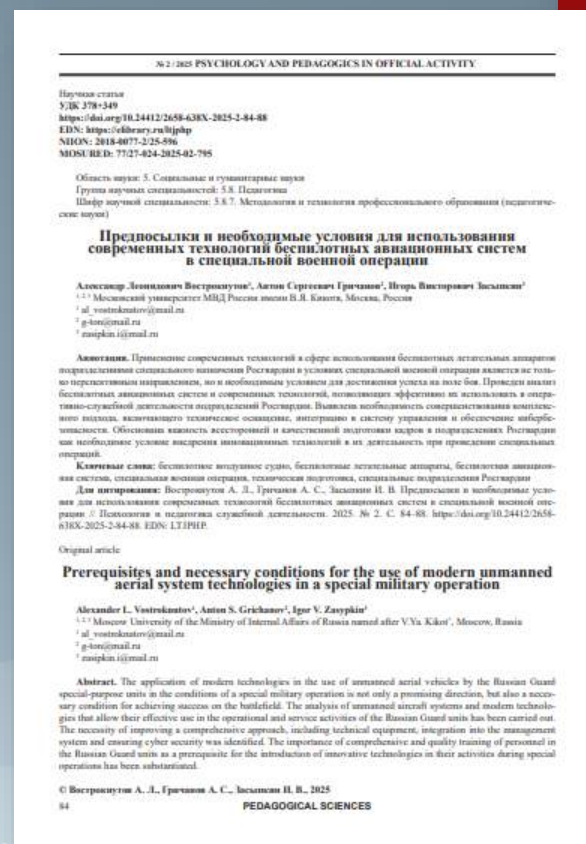 № 2 / 2025 PSYCHOLOGY AND PEDAGOGICS IN OFFICIAL ACTIVITY
Научная статья
УДК 378+349
https://doi.org/10.24412/2658-638X-2025-2-84-88
EDN: https://elibrary.ru/ltjphp
NIION: 2018-0077-2/25-596
MOSURED: 77/27-024-2025-02-795
Область науки: 5. Социальные и гуманитарные науки
Группа научных специальностей: 5.8. Педагогика
Шифр научной специальности: 5.8.7. Методология и технология профессионального образования (педагогиче-
ские науки)
Предпосылки и необходимые условия для использования
современных технологий беспилотных авиационных систем
в специальной военной операции
Александр Леонидович Вострокнутов¹, Антон Сергеевич Гричанов², Игорь Викторович Засыпкин³
¹, ², ³ Московский университет МВД России имени В.Я. Кикотя, Москва, Россия
¹ al_vostroknutov@mail.ru
² g-ton@mail.ru
³ zasipkin.i@mail.ru
Аннотация. Применение современных технологий в сфере использования беспилотных летательных аппаратов
подразделениями специального назначения Росгвардии в условиях специальной военной операции является не толь-
ко перспективным направлением, но и необходимым условием для достижения успеха на поле боя. Проведен анализ
беспилотных авиационных систем и современных технологий, позволяющих эффективно их использовать в опера-
тивно-служебной деятельности подразделений Росгвардии. Выявлена необходимость совершенствования комплекс-
ного подхода, включающего техническое оснащение, интеграцию в систему управления и обеспечение кибербе-
зопасности. Обоснована важность всесторонней и качественной подготовки кадров в подразделениях Росгвардии
как необходимое условие внедрения инновационных технологий в их деятельность при проведении специальных
операций.
Ключевые слова: беспилотное воздушное судно, беспилотные летательные аппараты, беспилотная авиацион-
ная система, специальная военная операция, техническая подготовка, специальные подразделения Росгвардии
Для цитирования: Вострокнутов А. Л., Гричанов А. С., Засыпкин И. В. Предпосылки и необходимые усло-
вия для использования современных технологий беспилотных авиационных систем в специальной военной опе-
рации // Психология и педагогика служебной деятельности. 2025. № 2. С. 84–88. https://doi.org/10.24412/2658-
638X-2025-2-84-88. EDN: LTJPHP.
Original article
Prerequisites and necessary conditions for the use of modern unmanned
aerial system technologies in a special military operation
Alexander L. Vostroknutov¹, Anton S. Grichanov², Igor V. Zasypkin³
¹, ², ³ Moscow University of the Ministry of Internal Affairs of Russia named after V.Ya. Kikot’, Moscow, Russia
¹ al_vostroknutov@mail.ru
² g-ton@mail.ru
³ zasipkin.i@mail.ru
Abstract. The application of modern technologies in the use of unmanned aerial vehicles by the Russian Guard
special-purpose units in the conditions of a special military operation is not only a promising direction, but also a neces-
sary condition for achieving success on the battlefield. The analysis of unmanned aircraft systems and modern technolo-
gies that allow their effective use in the operational and service activities of the Russian Guard units has been carried out.
The necessity of improving a comprehensive approach, including technical equipment, integration into the management
system and ensuring cyber security was identified. The importance of comprehensive and quality training of personnel in
the Russian Guard units as a prerequisite for the introduction of innovative technologies in their activities during special
operations has been substantiated.
© Вострокнутов А. Л., Гричанов А. С., Засыпкин И. В., 2025
84 PEDAGOGICAL SCIENCES